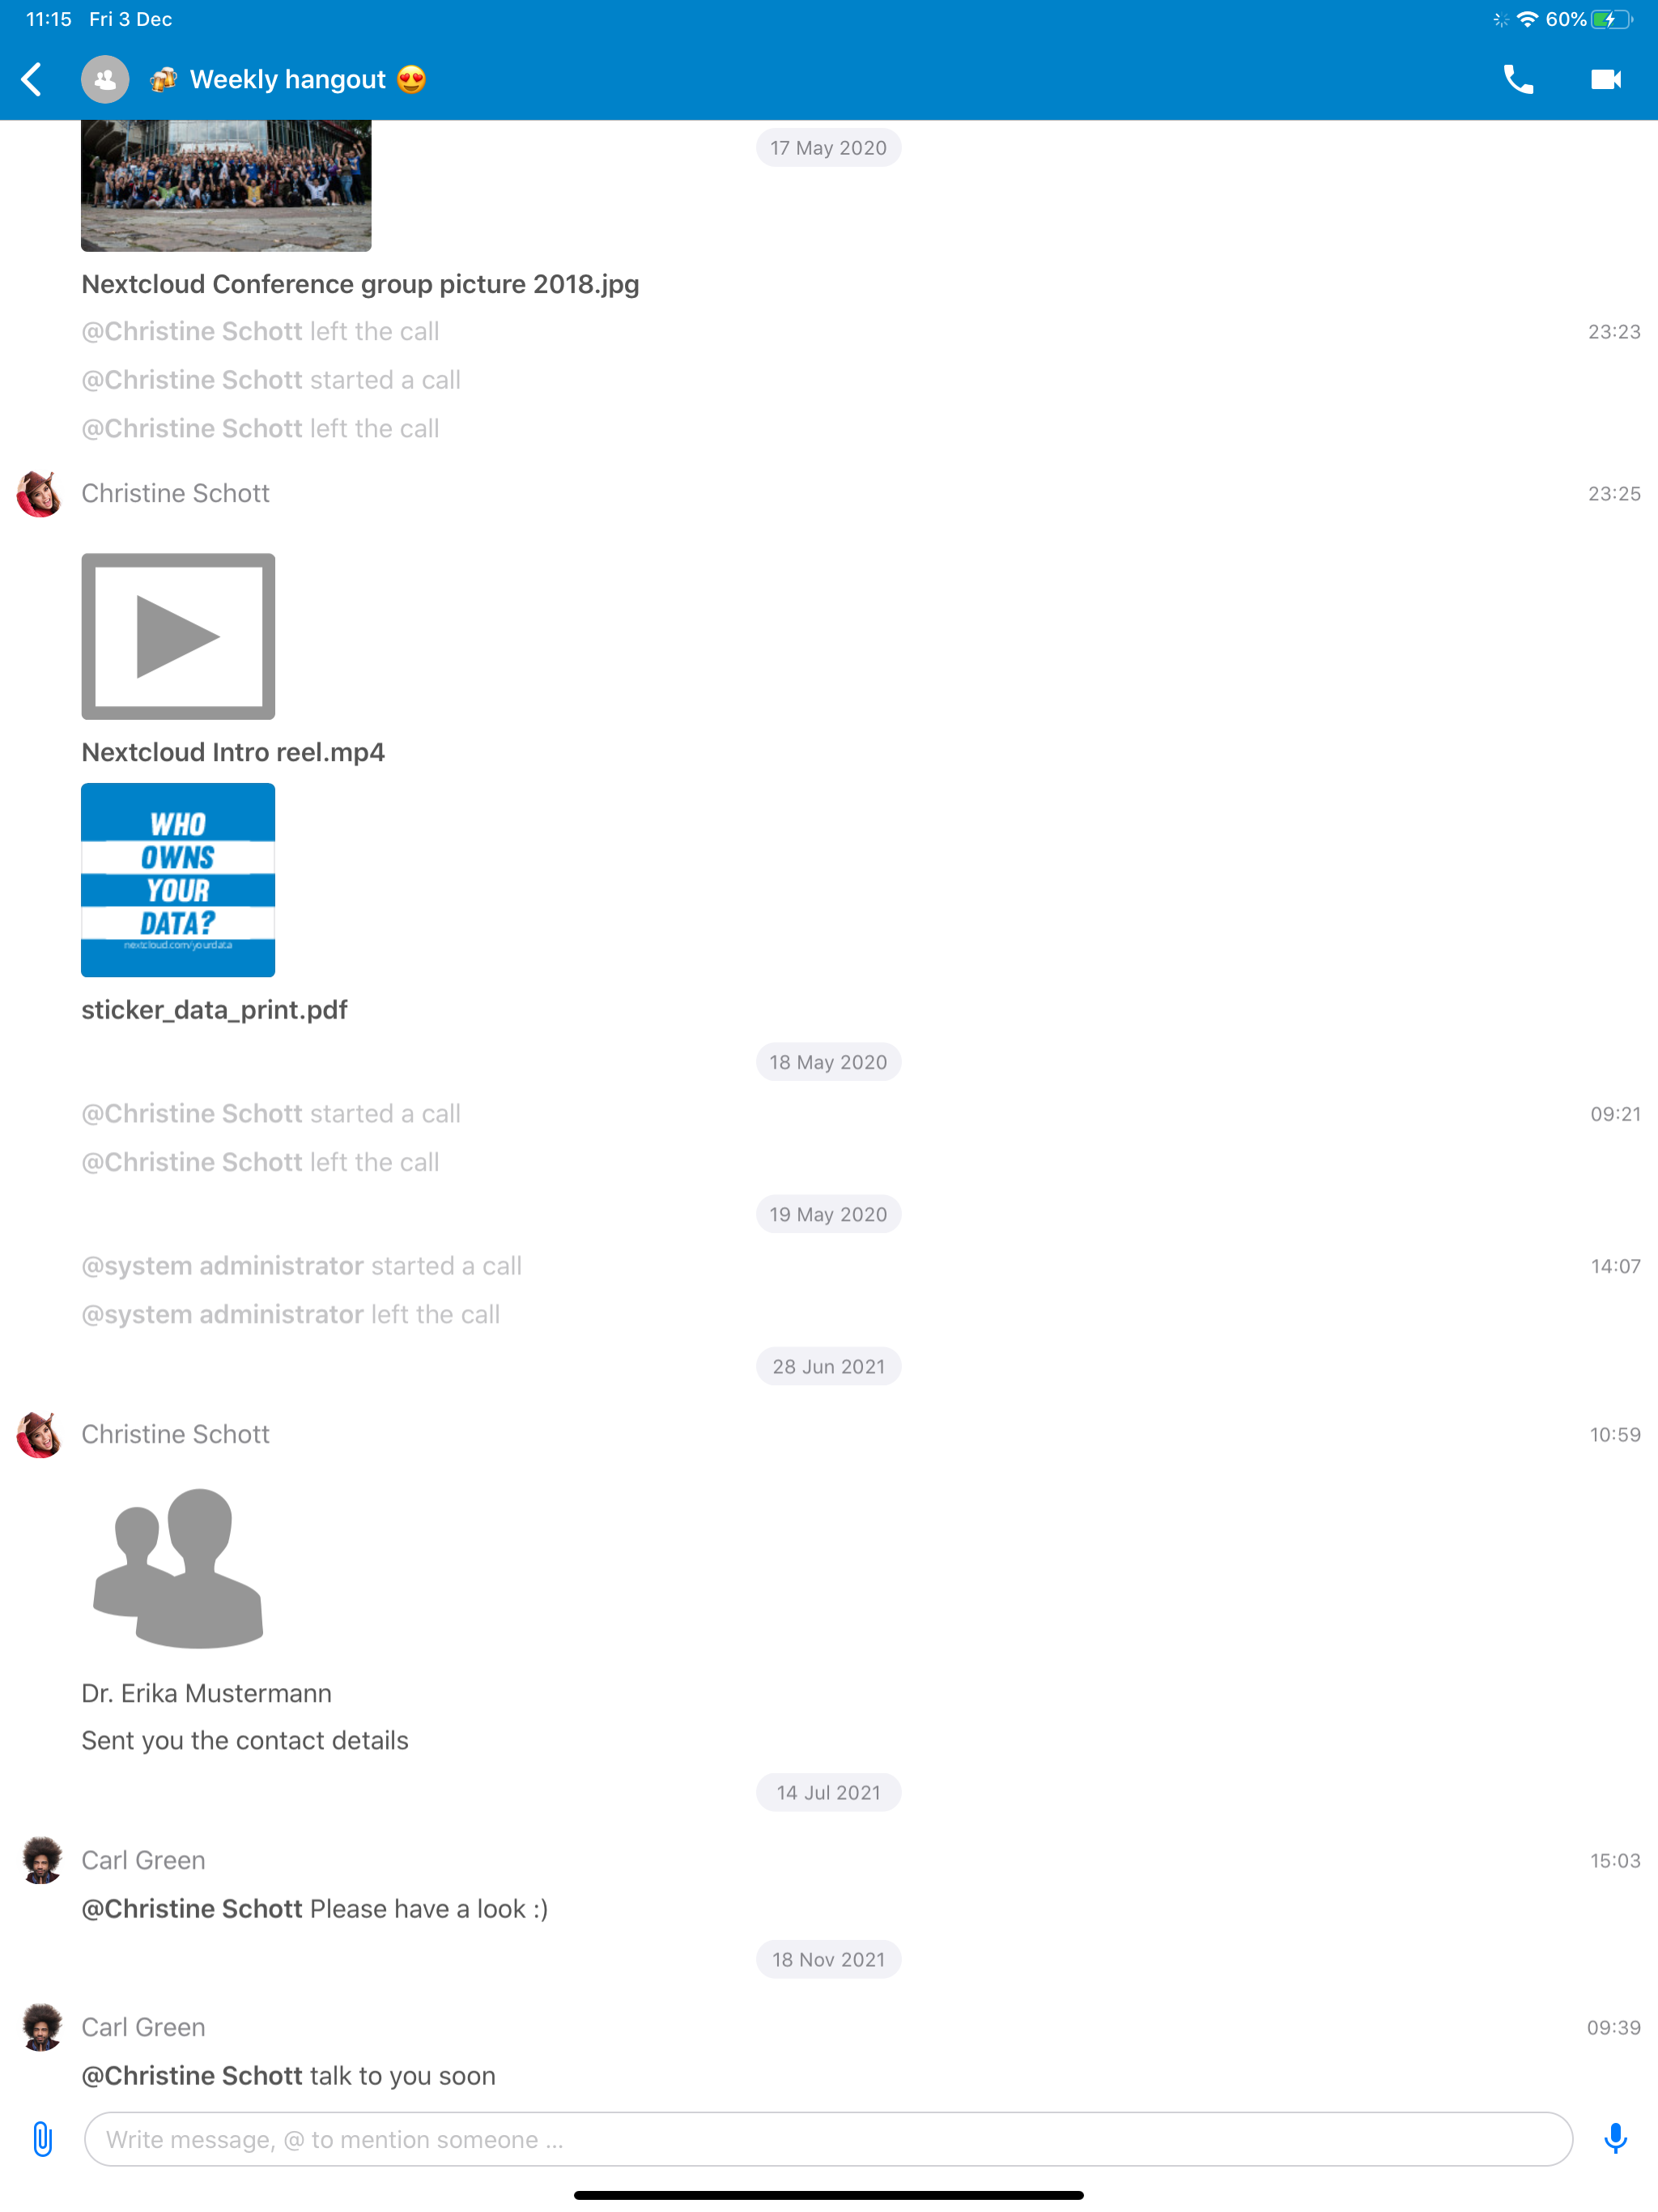 11:15 Fri 3 Dec 60%
🍻 Weekly hangout 😍
17 May 2020
Nextcloud Conference group picture 2018.jpg
@Christine Schott left the call 23:23
@Christine Schott started a call
@Christine Schott left the call
Christine Schott 23:25
Nextcloud Intro reel.mp4
WHO
OWNS
YOUR
DATA?
nextcloud.com/yourdata
sticker_data_print.pdf
18 May 2020
@Christine Schott started a call 09:21
@Christine Schott left the call
19 May 2020
@system administrator started a call 14:07
@system administrator left the call
28 Jun 2021
Christine Schott 10:59
Dr. Erika Mustermann
Sent you the contact details
14 Jul 2021
Carl Green 15:03
@Christine Schott Please have a look :)
18 Nov 2021
Carl Green 09:39
@Christine Schott talk to you soon
Write message, @ to mention someone ...